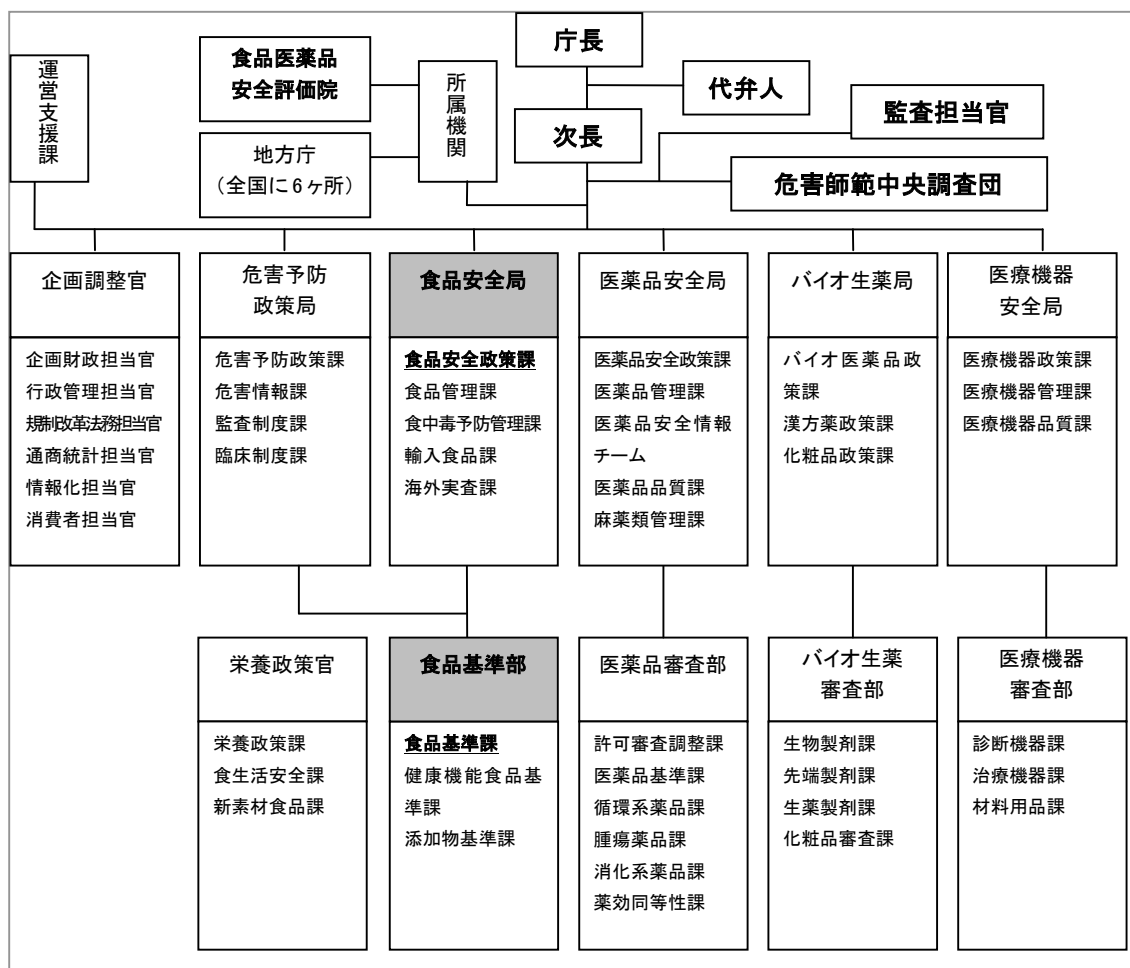 庁長
食品医薬品
安全評価院
運営支援課
所属機関
代弁人
監査担当官
次長
地方庁
(全国に6ヶ所)
危害師範中央調査団
企画調整官
企画財政担当官
行政管理担当官
規制改革法務担当官
通商統計担当官
情報化担当官
消費者担当官
危害予防
政策局
危害予防政策課
危害情報課
監査制度課
臨床制度課
食品安全局
食品安全政策課
食品管理課
食中毒予防管理課
輸入食品課
海外実査課
医薬品安全局
医薬品安全政策課
医薬品管理課
医薬品安全情報
チーム
医薬品品質課
麻薬類管理課
バイオ生薬局
バイオ医薬品政
策課
漢方薬政策課
化粧品政策課
医療機器
安全局
医療機器政策課
医療機器管理課
医療機器品質課
栄養政策官
栄養政策課
食生活安全課
新素材食品課
食品基準部
食品基準課
健康機能食品基
準課
添加物基準課
医薬品審査部
許可審査調整課
医薬品基準課
循環系薬品課
腫瘍薬品課
消化系薬品課
薬効同等性課
バイオ生薬
審査部
生物製剤課
先端製剤課
生薬製剤課
化粧品審査課
医療機器
審査部
診断機器課
治療機器課
材料用品課